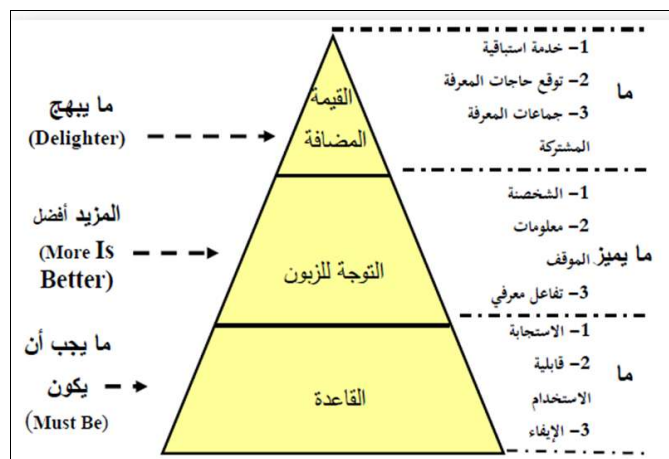 1- خدمة استباقية
2- توقع حاجات المعرفة
3- جماعات المعرفة
المشتركة
ما
القيمة
المضافة
ما يبهج
(Delighter)
1- الشخصنة
2- معلومات
الموقف
3- تفاعل معرفي
ما يميز
التوجة للزبون
المزيد أفضل
(More Is
Better)
1- الاستجابة
2- قابلية
الاستخدام
3- الإيفاء
ما
القاعدة
ما يجب أن
يكون
(Must Be)